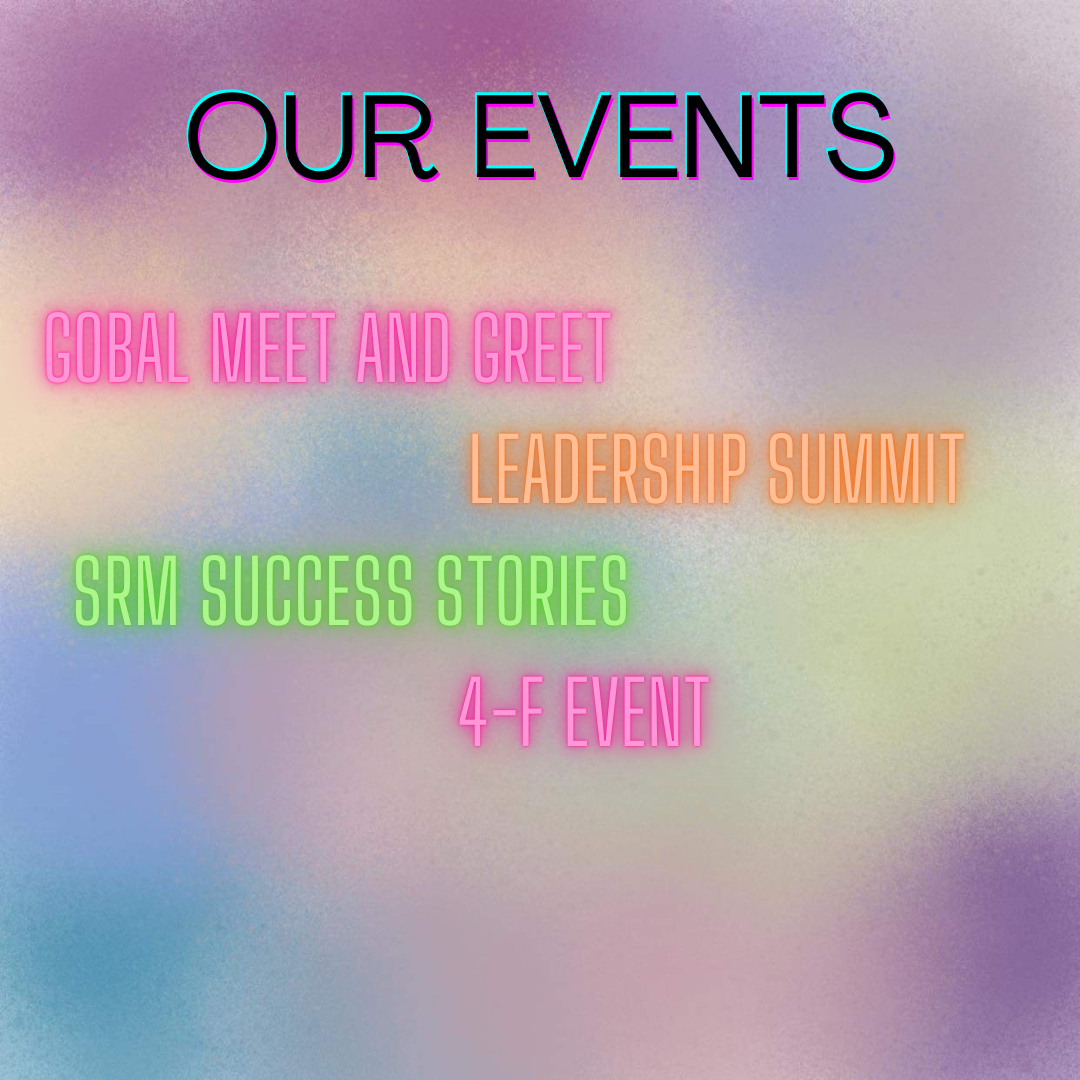 OUR EVENTS
GOBAL MEET AND GREET
LEADERSHIP SUMMIT
SRM SUCCESS STORIES
4-F EVENT